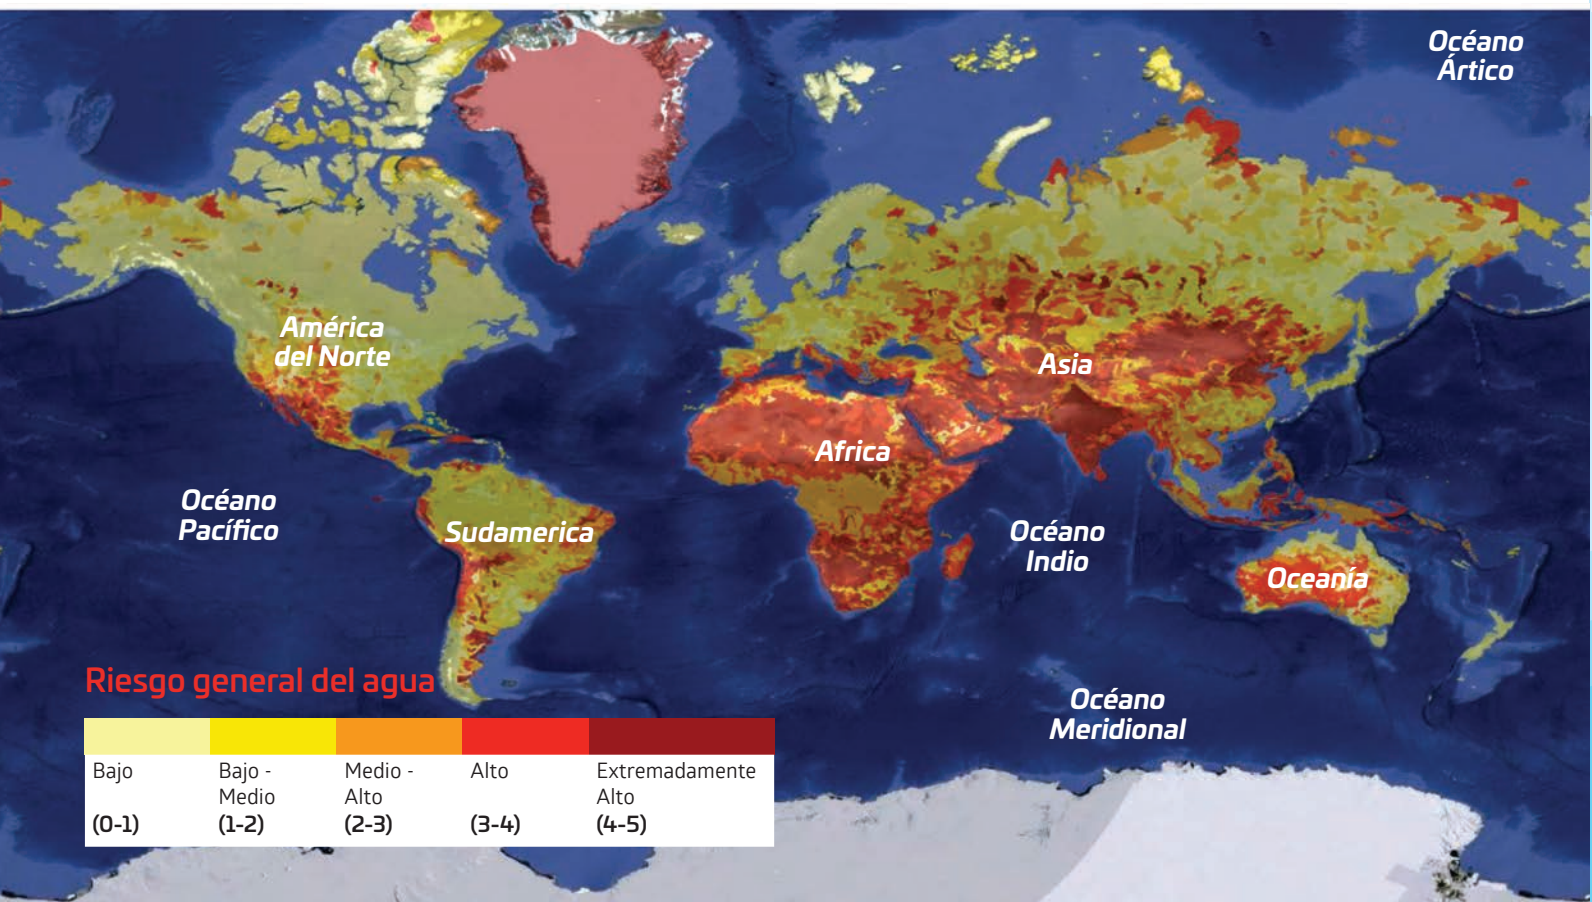 Océano
Ártico
América
del Norte
Asia
Africa
Océano
Pacífico
Sudamerica
Océano
Indio
Oceanía
Océano
Meridional
Riesgo general del agua
Bajo
(0-1)
Bajo -
Medio
(1-2)
Medio -
Alto
(2-3)
Alto
(3-4)
Extremadamente
Alto
(4-5)